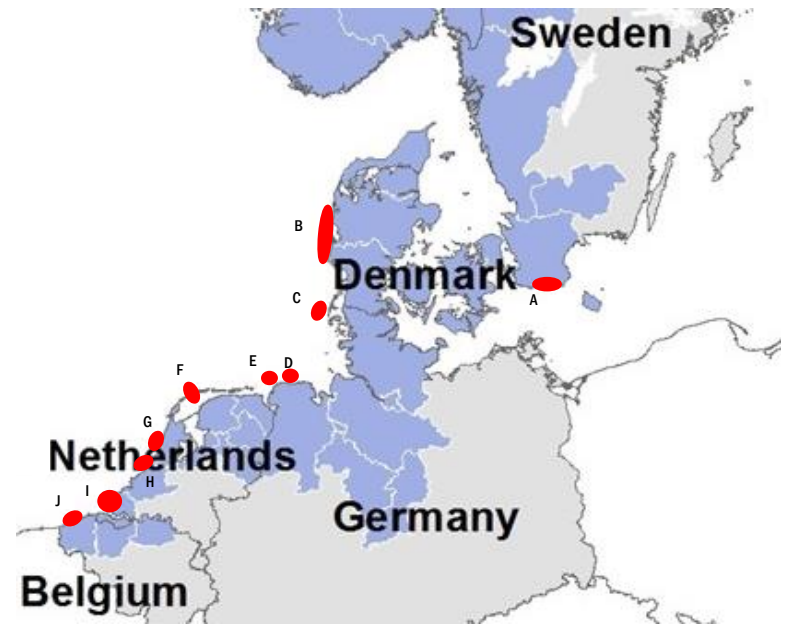 Sweden
B
Denmark
C
A
E
D
F
G
Netherlands
H
I
J
Germany
Belgium